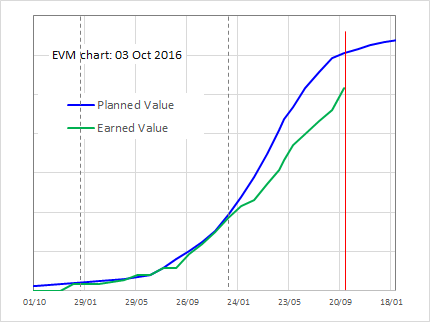 EVM chart: 03 Oct 2016
Planned Value
Earned Value
01/10 29/01 29/05 26/09 24/01 23/05 20/09 18/01